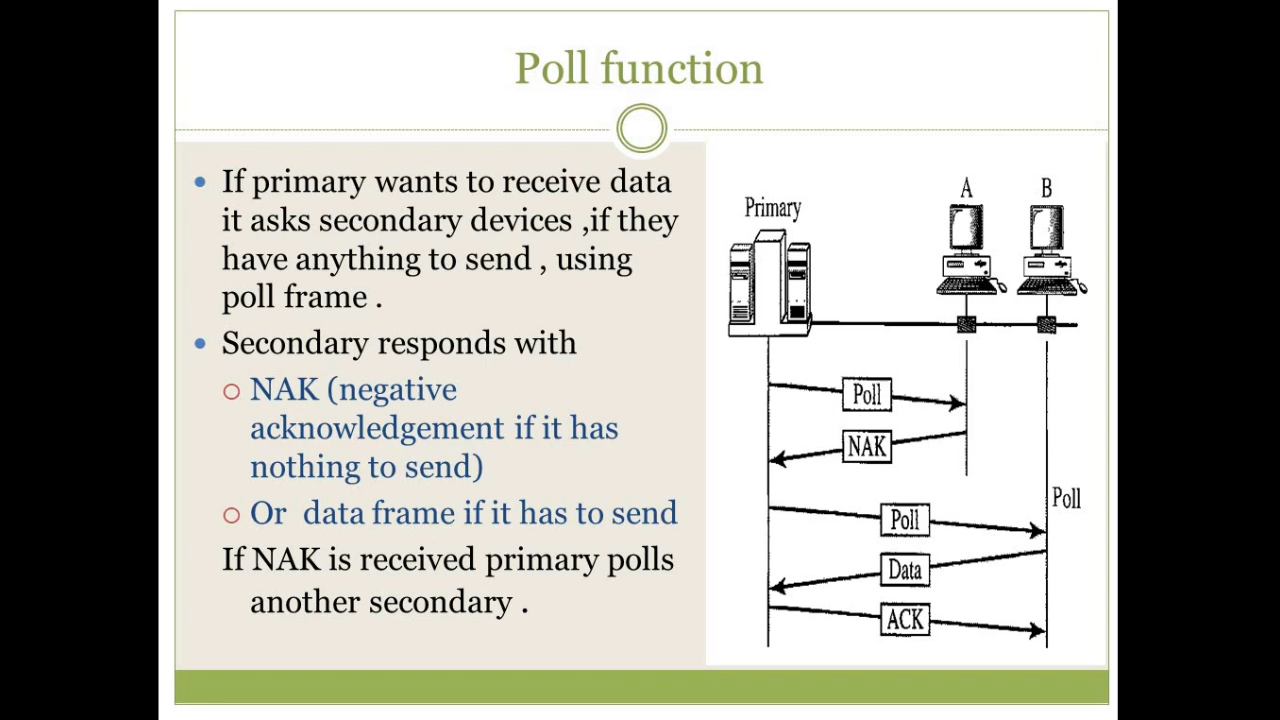 Poll function
• If primary wants to receive data
it asks secondary devices ,if they
have anything to send , using
poll frame .
• Secondary responds with
○ NAK (negative
acknowledgement if it has
nothing to send)
○ Or data frame if it has to send
If NAK is received primary polls
another secondary .
Primary
A
B
Poll
NAK
Poll
Poll
Data
ACK